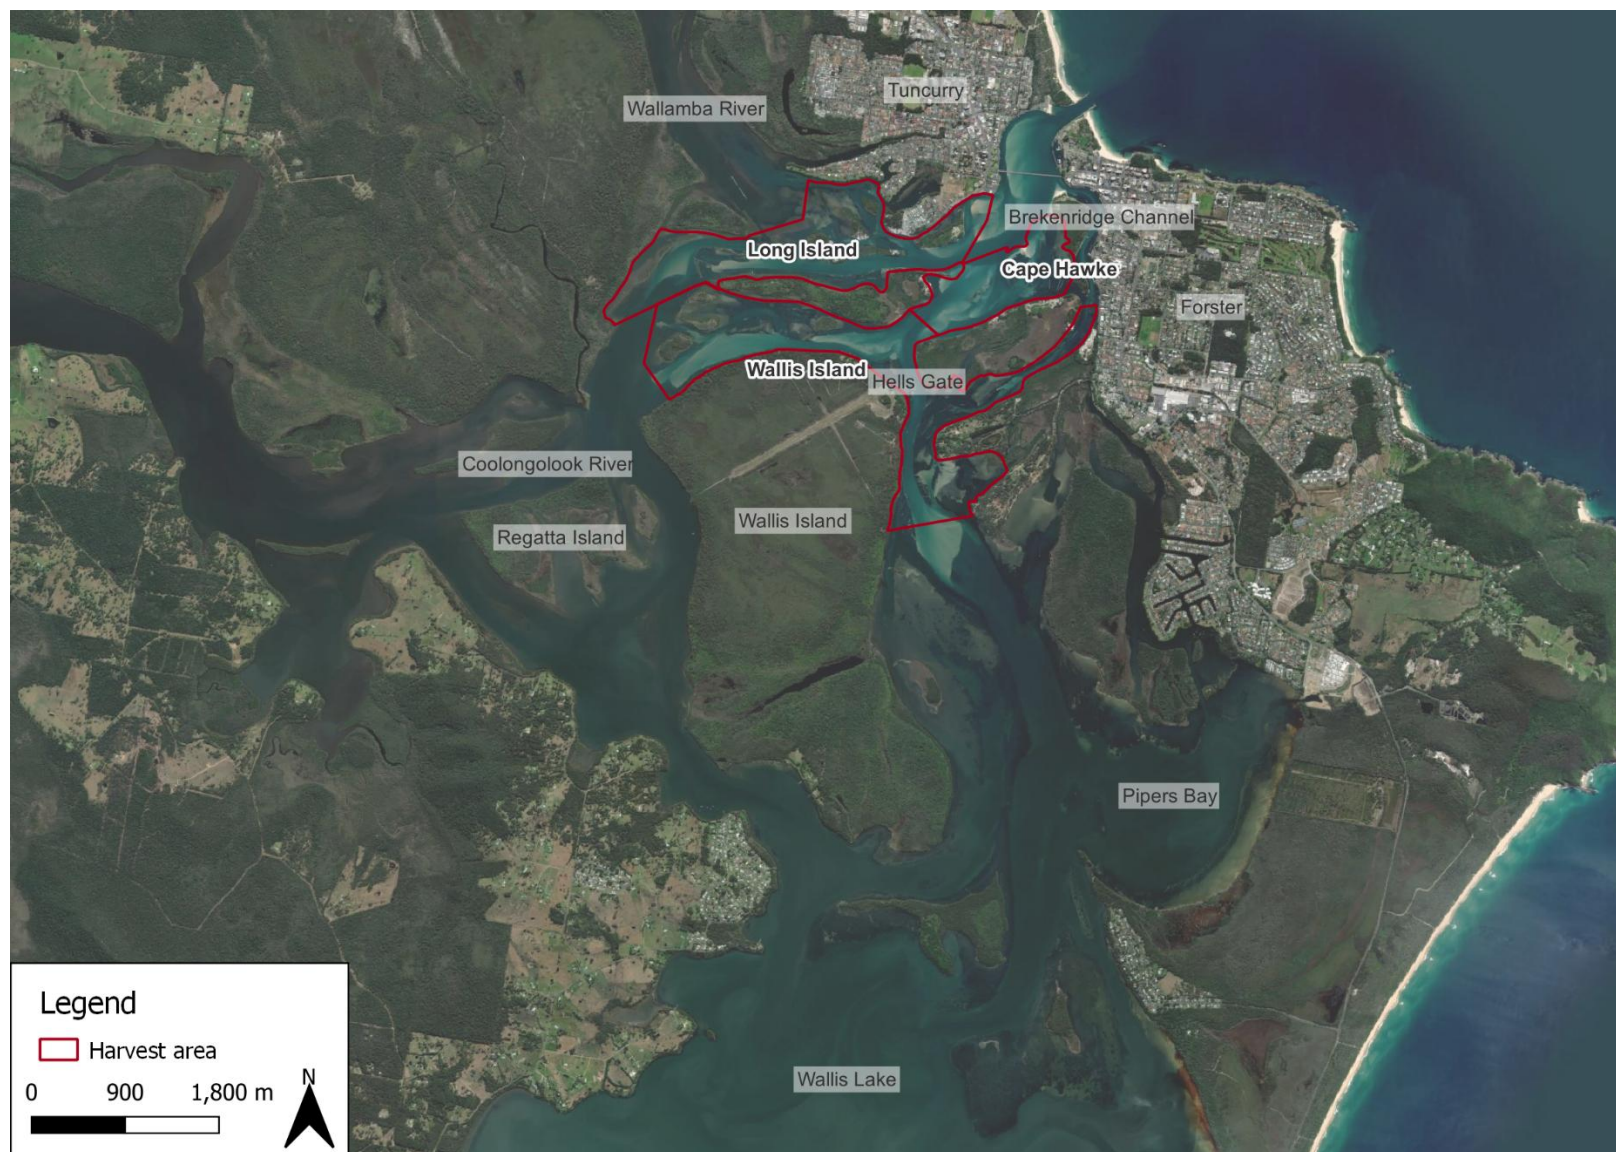 Tuncurry
Wallamba River
Brekenridge Channel
Long Island
Cape Hawke
Forster
Wallis Island
Hells Gate
Coolongolook River
Wallis Island
Regatta Island
Pipers Bay
Wallis Lake
Legend
Harvest area
0 900 1,800 m
N